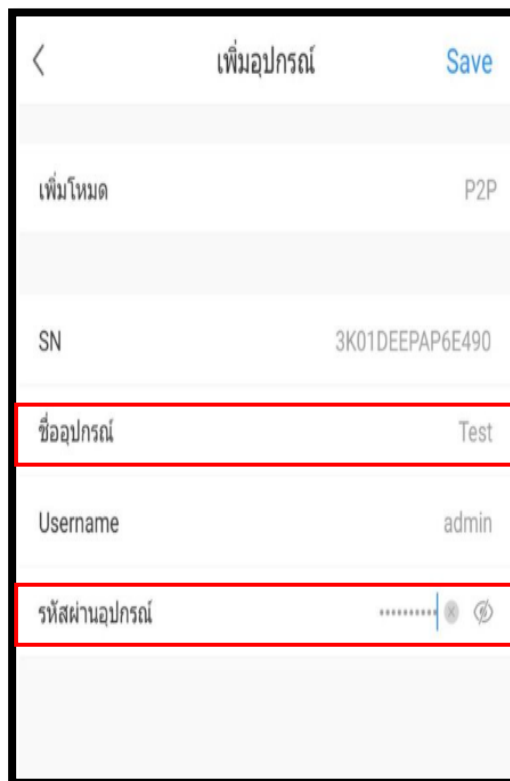 เพิ่มอุปกรณ์ Save
เพิ่มโหมด P2P
SN 3K01DEEPAP6E490
ชื่ออุปกรณ์ Test
Username admin
รหัสผ่านอุปกรณ์ ••••••••••